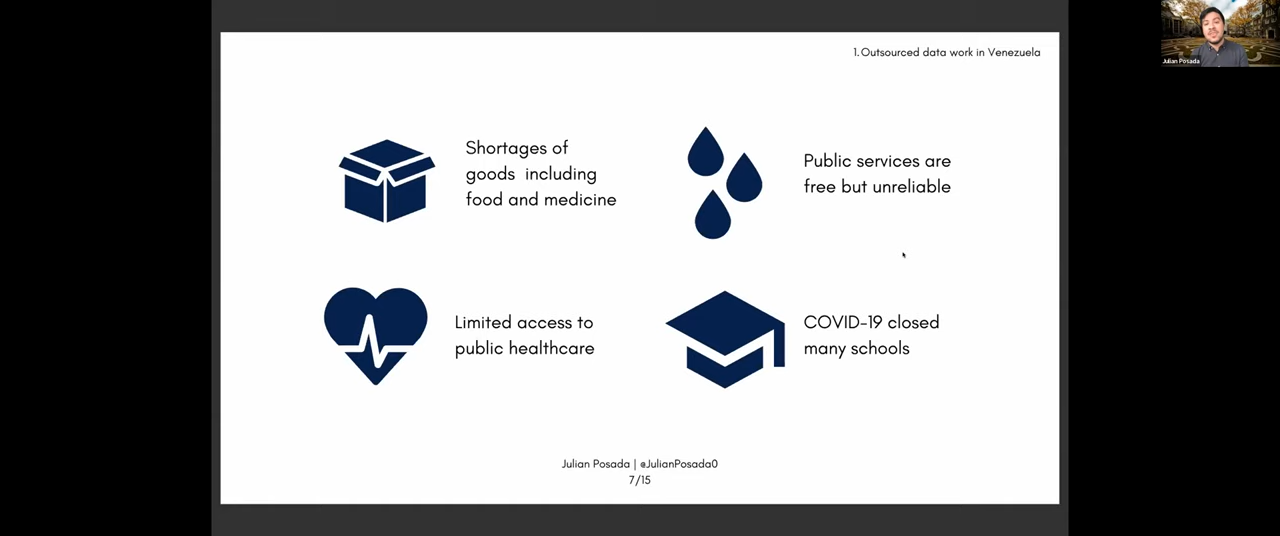 1. Outsourced data work in Venezuela
Shortages of
goods including
food and medicine
Public services are
free but unreliable
Limited access to
public healthcare
COVID-19 closed
many schools
Julian Posada | @JulianPosada0
7/15
Julian Posada